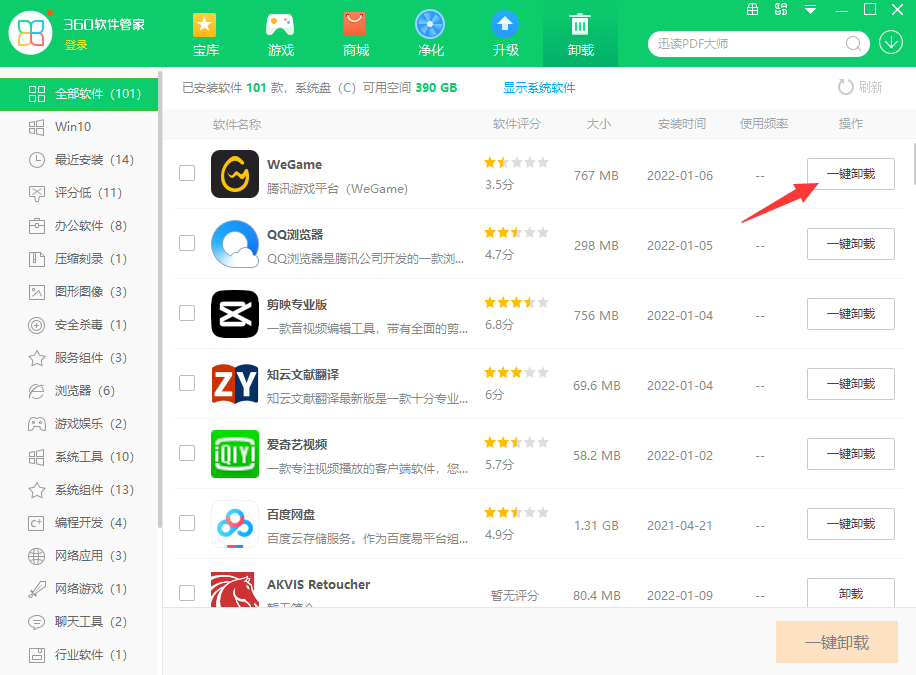 360软件管家
登录
宝库
游戏
商城
净化
升级
卸载
迅读PDF大师
全部软件（101）
Win10
最近安装（14）
评分低（11）
办公软件（8）
压缩刻录（1）
图形图像（3）
安全杀毒（1）
服务组件（3）
浏览器（6）
游戏娱乐（2）
系统工具（10）
系统组件（13）
编程开发（4）
网络应用（3）
网络游戏（1）
聊天工具（2）
行业软件（1）
已安装软件 101 款，系统盘（C）可用空间 390 GB
显示系统软件
刷新
软件名称 软件评分 大小 安装时间 使用频率 操作
WeGame
腾讯游戏平台（WeGame）
3.5分
767 MB 2022-01-06 -- 一键卸载
QQ浏览器
QQ浏览器是腾讯公司开发的一款浏...
4.7分
298 MB 2022-01-05 -- 一键卸载
剪映专业版
一款音视频编辑工具，带有全面的剪...
6.8分
756 MB 2022-01-04 -- 一键卸载
ZY
知云文献翻译
知云文献翻译最新版是一款十分专业...
6分
69.6 MB 2022-01-04 -- 一键卸载
iQIYI
爱奇艺视频
一款专注视频播放的客户端软件，您...
5.7分
58.2 MB 2022-01-02 -- 一键卸载
百度网盘
百度云存储服务。作为百度易平台组...
4.9分
1.31 GB 2021-04-21 -- 一键卸载
AKVIS Retoucher
暂无简介
暂无评分 80.4 MB 2022-01-09 -- 卸载
一键卸载